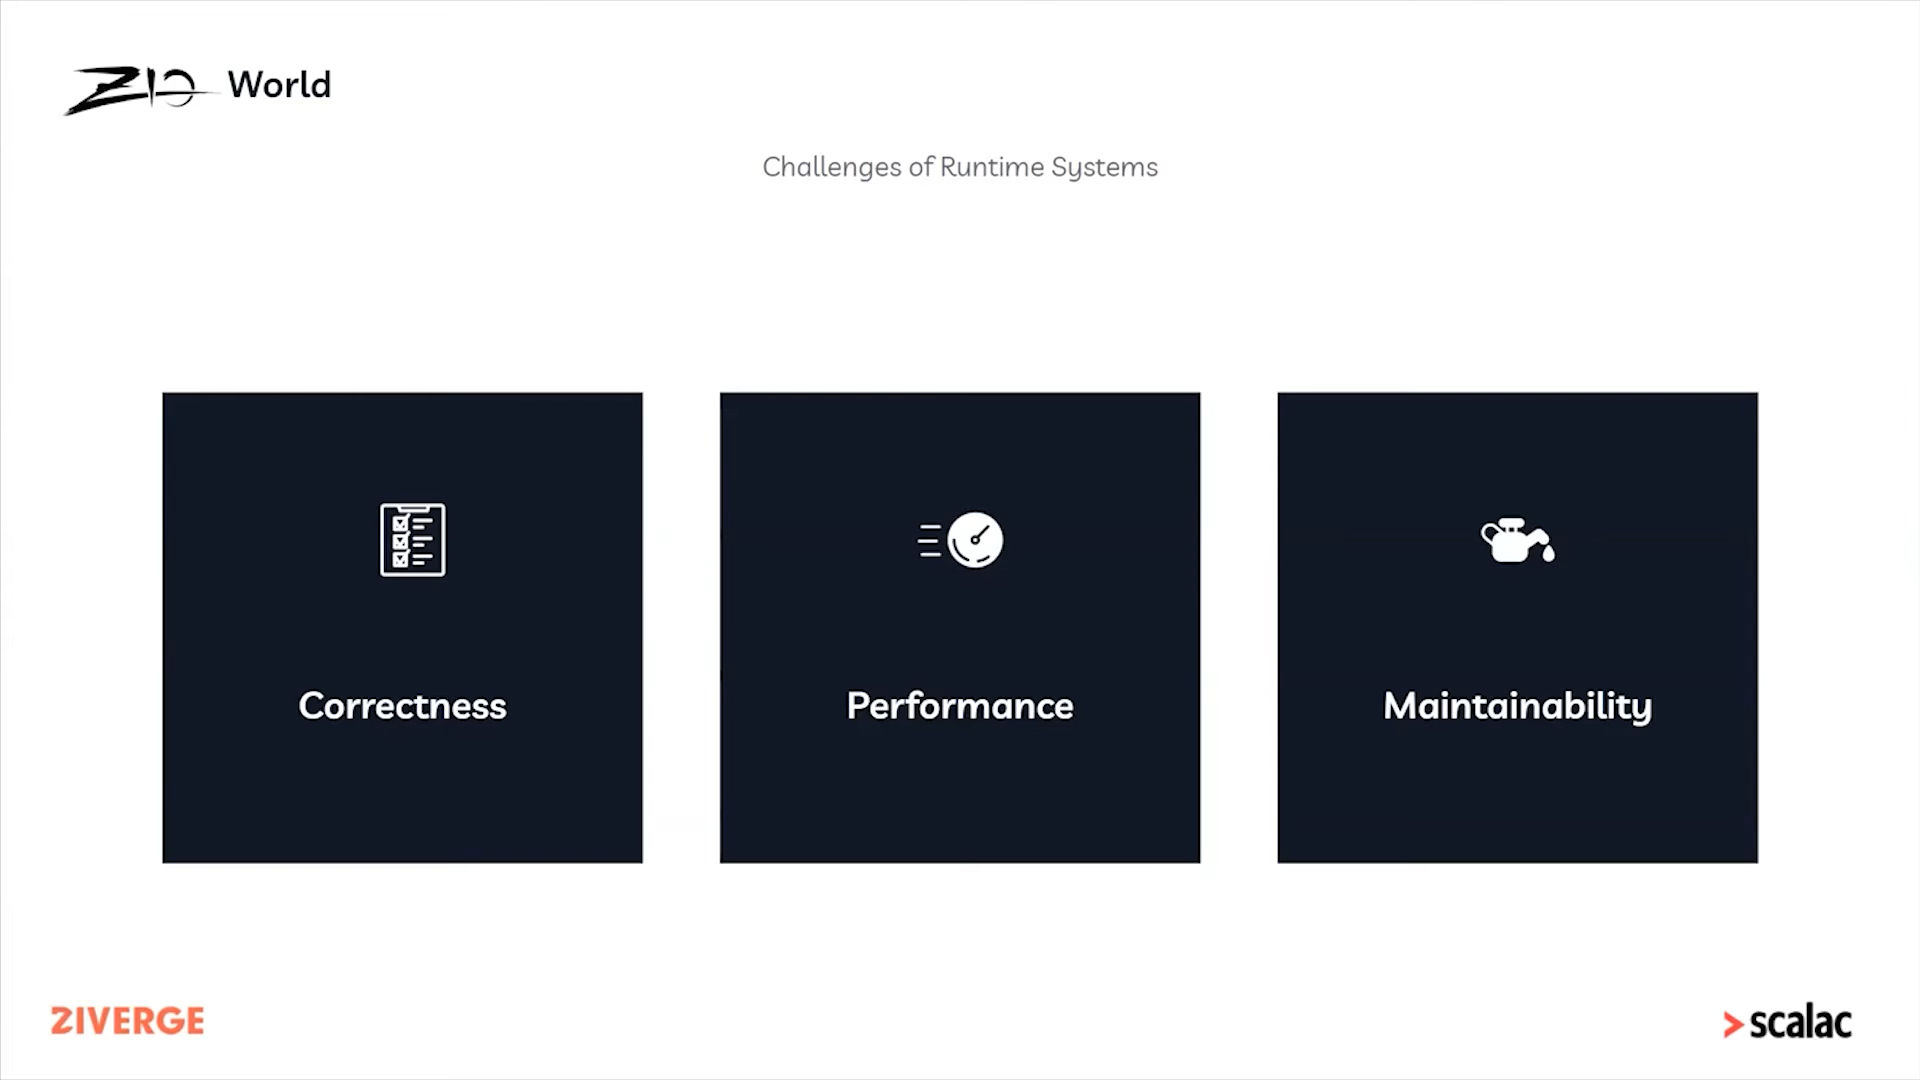 ZIO World
Challenges of Runtime Systems
Correctness
Performance
Maintainability
ZIVERGE
scalac